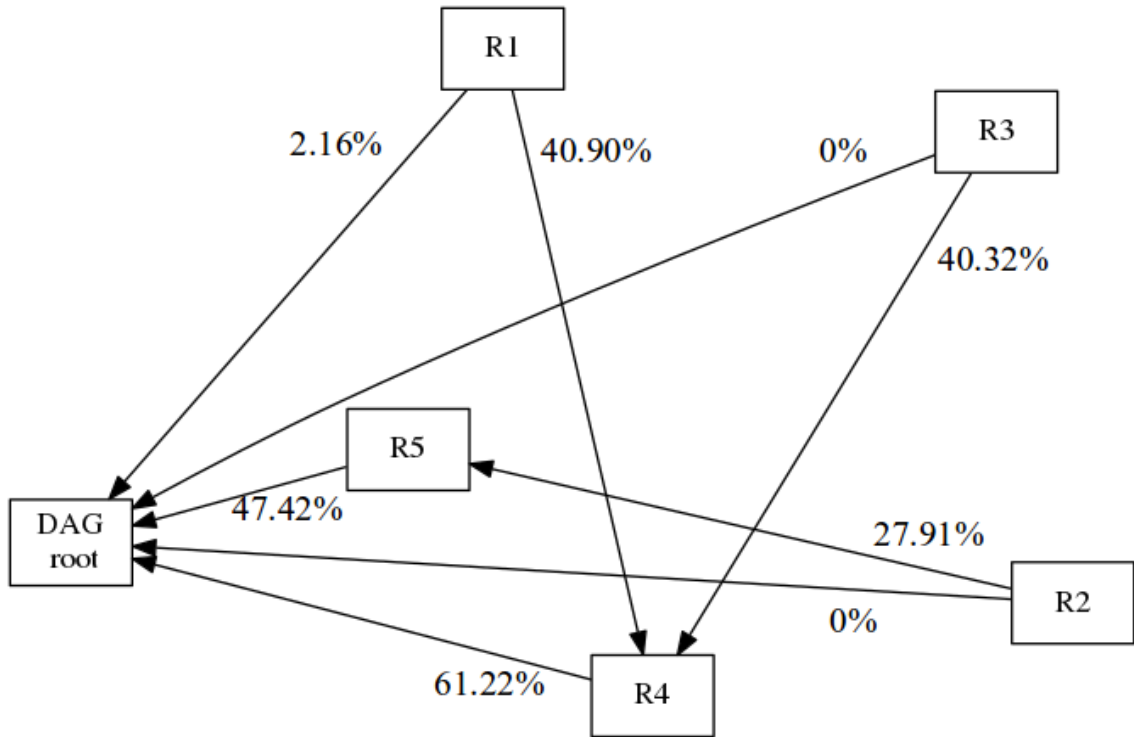 R1
R3
2.16%
40.90%
0%
40.32%
R5
47.42%
DAG
root
27.91%
R2
0%
61.22%
R4